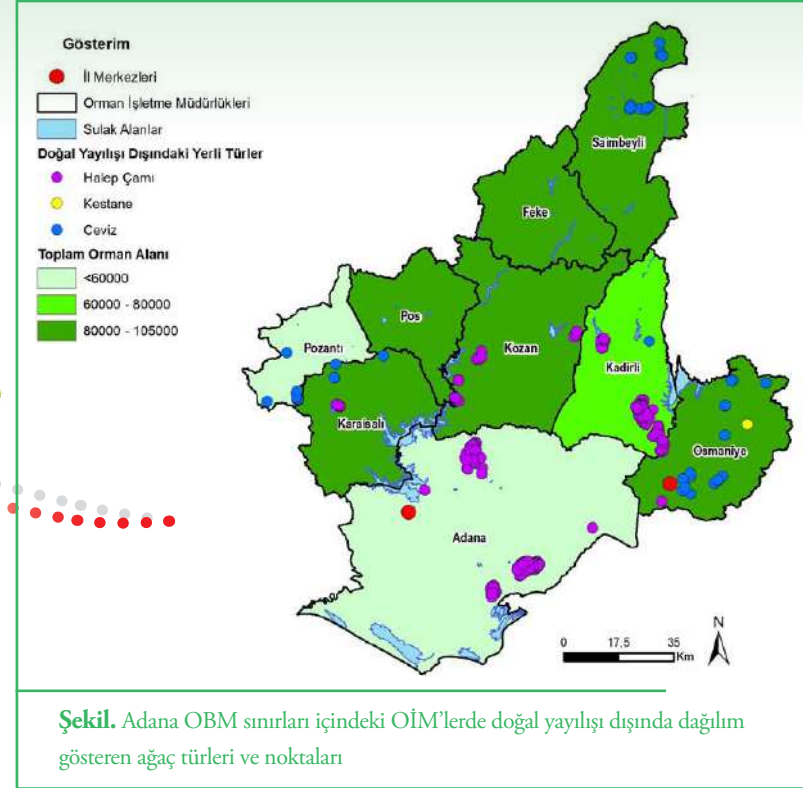 Gösterim
İl Merkezleri
Orman İşletme Müdürlükleri
Sulak Alanlar
Doğal Yayılışı Dışındaki Yerli Türler
Halep Çamı
Kestane
Ceviz
Toplam Orman Alanı
<60000
60000 - 80000
80000 - 105000
Saimbeyli
Feke
Pos
Pozantı
Kozan
Kadirli
Karaisalı
Osmaniye
Adana
N
0 17,5 35
Km
Şekil. Adana OBM sınırları içindeki OİM'lerde doğal yayılışı dışında dağılım
gösteren ağaç türleri ve noktaları